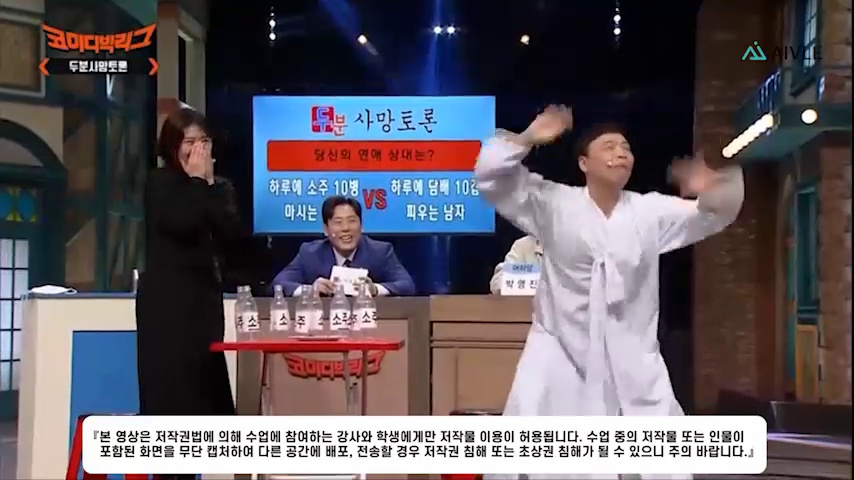 코미디빅리그
두분사망토론
AIVLE
두분 사망토론
당신의 연애 상대는?
하루에 소주 10병
마시는
VS
하루에 담배 10갑
피우는 남자
박영진
소주
코미디빅리그
『본 영상은 저작권법에 의해 수업에 참여하는 강사와 학생에게만 저작물 이용이 허용됩니다. 수업 중의 저작물 또는 인물이
포함된 화면을 무단 캡처하여 다른 공간에 배포, 전송할 경우 저작권 침해 또는 초상권 침해가 될 수 있으니 주의 바랍니다.』